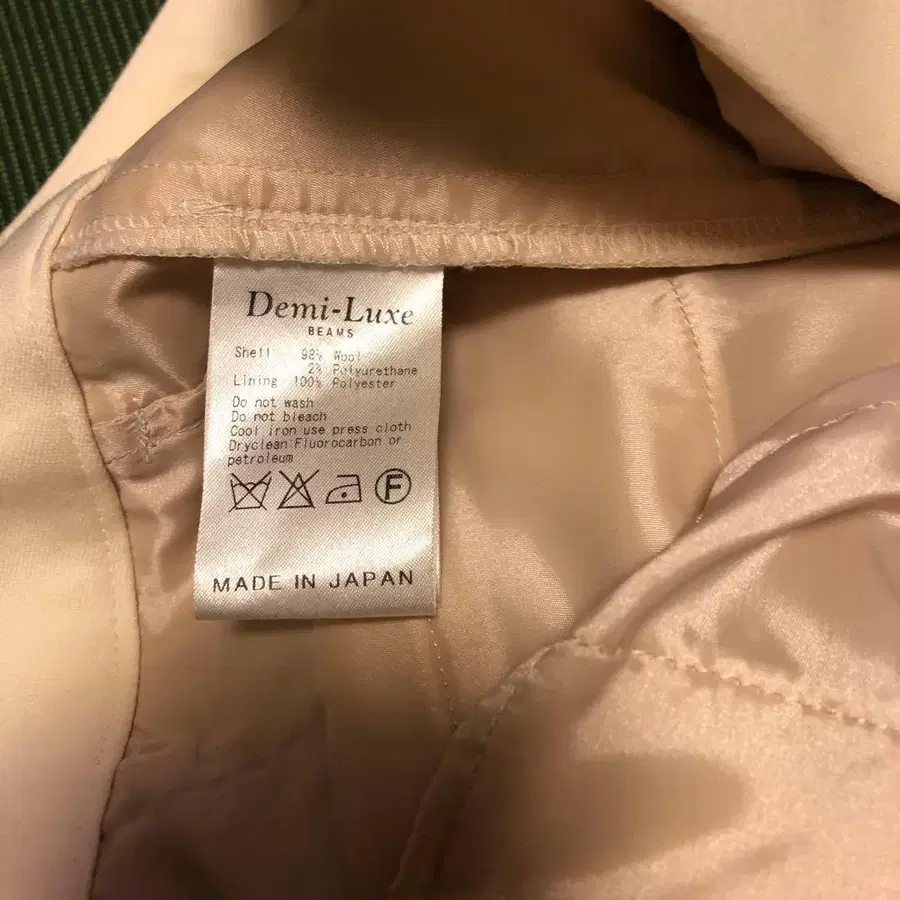 Demi-Luxe
BEAMS
Shell 98% Wool
2% Polyurethane
Lining 100% Polyester
Do not wash
Do not bleach
Cool iron use press cloth
Dryclean Fluorocarbon or
petroleum
F
MADE IN JAPAN